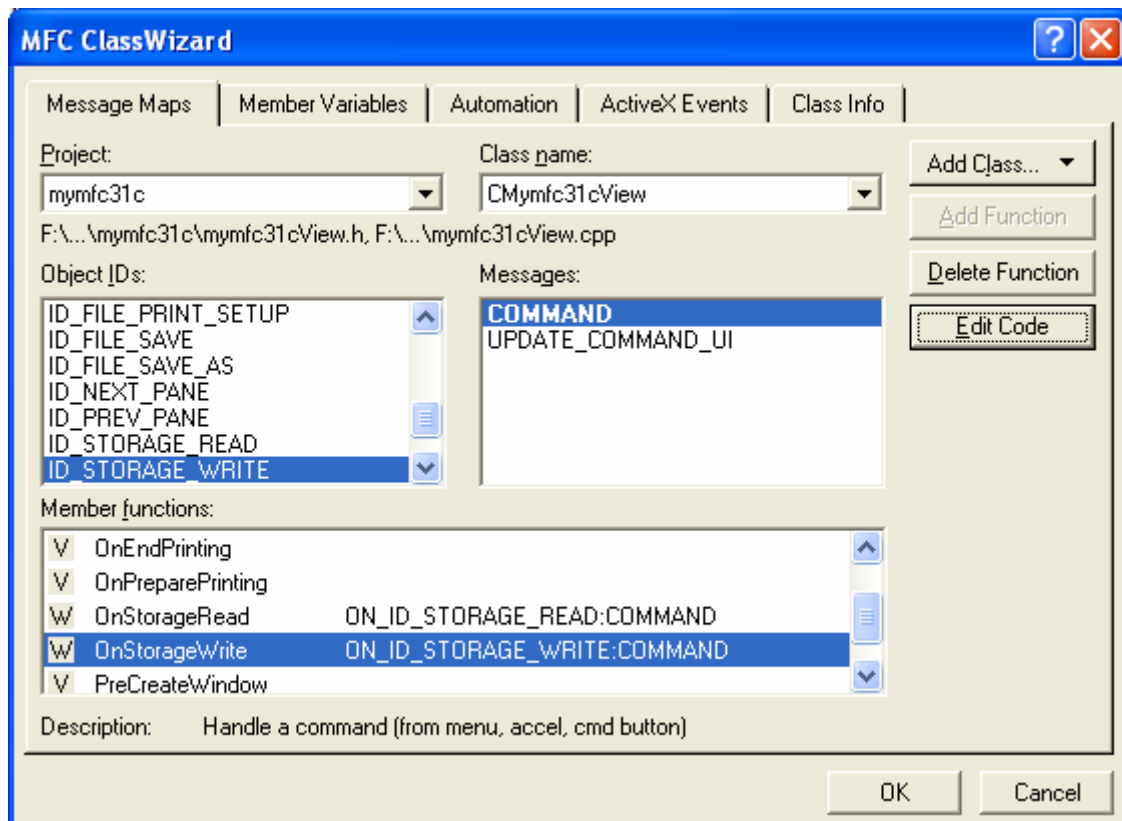 MFC ClassWizard
Message Maps Member Variables Automation ActiveX Events Class Info
Project: Class name:
mymfc31c CMymfc31cView
Add Class...
F:\...\mymfc31c\mymfc31cView.h, F:\...\mymfc31cView.cpp
Add Function
Object IDs: Messages:
Delete Function
ID_FILE_PRINT_SETUP COMMAND
Edit Code
ID_FILE_SAVE UPDATE_COMMAND_UI
ID_FILE_SAVE_AS
ID_NEXT_PANE
ID_PREV_PANE
ID_STORAGE_READ
ID_STORAGE_WRITE
Member functions:
V OnEndPrinting
V OnPreparePrinting
W OnStorageRead ON_ID_STORAGE_READ:COMMAND
W OnStorageWrite ON_ID_STORAGE_WRITE:COMMAND
V PreCreateWindow
Description: Handle a command (from menu, accel, cmd button)
OK Cancel